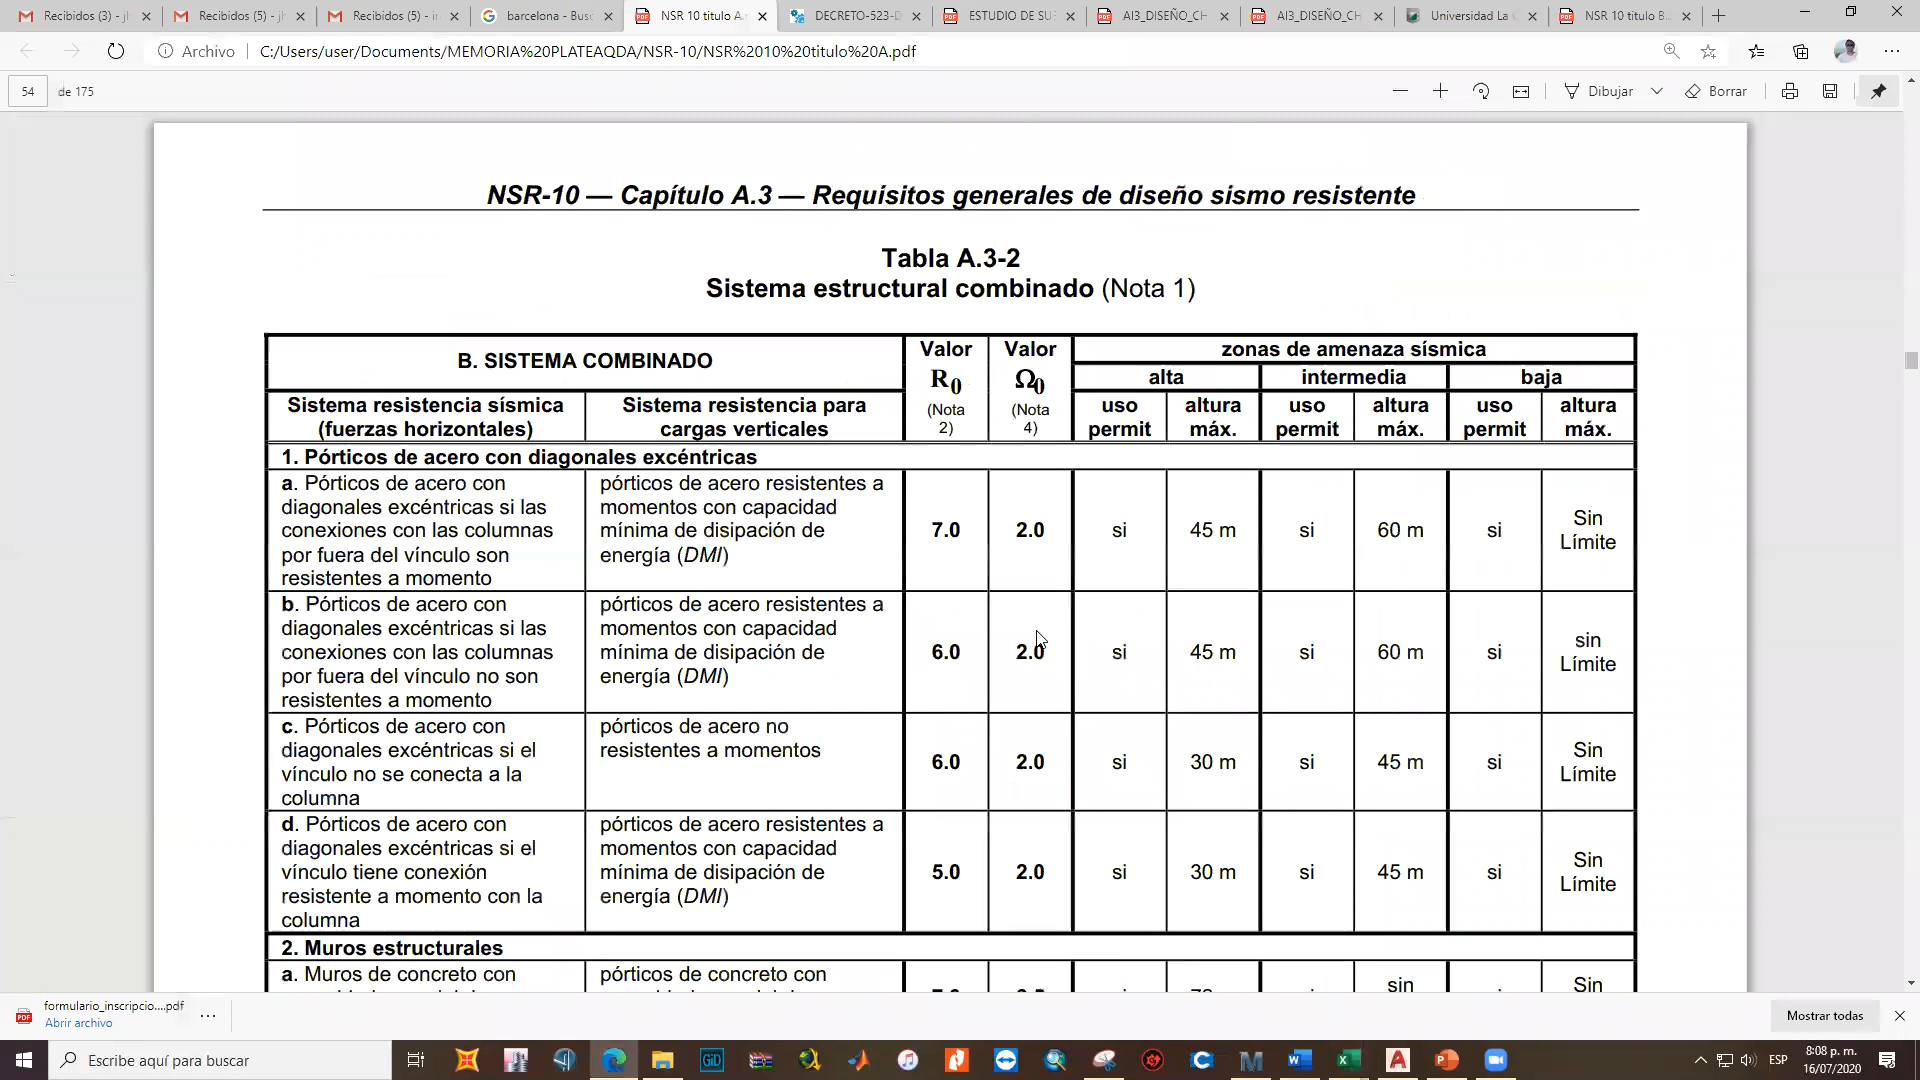 Recibidos (3) - jh
Recibidos (5) - jh
Recibidos (5) - in
barcelona - Bus
NSR 10 titulo A.
DECRETO-523-D
ESTUDIO DE SU
AI3_DISEÑO_CH
AI3_DISEÑO_CH
Universidad La G
NSR 10 titulo B.
Archivo
C:/Users/user/Documents/MEMORIA%20PLATEAQDA/NSR-10/NSR%2010%20titulo%20A.pdf
54 de 175
Dibujar
Borrar
NSR-10 — Capítulo A.3 — Requisitos generales de diseño sismo resistente
Tabla A.3-2
Sistema estructural combinado (Nota 1)
B. SISTEMA COMBINADO
Valor R0 (Nota 2)
Valor Ω0 (Nota 4)
zonas de amenaza sísmica
alta intermedia baja
Sistema resistencia sísmica (fuerzas horizontales)
Sistema resistencia para cargas verticales
uso permit
altura máx.
uso permit
altura máx.
uso permit
altura máx.
1. Pórticos de acero con diagonales excéntricas
a. Pórticos de acero con
diagonales excéntricas si las
conexiones con las columnas
por fuera del vínculo son
resistentes a momento
pórticos de acero resistentes a
momentos con capacidad
mínima de disipación de
energía (DMI)
7.0 2.0 si 45 m si 60 m si Sin Límite
b. Pórticos de acero con
diagonales excéntricas si las
conexiones con las columnas
por fuera del vínculo no son
resistentes a momento
pórticos de acero resistentes a
momentos con capacidad
mínima de disipación de
energía (DMI)
6.0 2.0 si 45 m si 60 m si sin Límite
c. Pórticos de acero con
diagonales excéntricas si el
vínculo no se conecta a la
columna
pórticos de acero no
resistentes a momentos
6.0 2.0 si 30 m si 45 m si Sin Límite
d. Pórticos de acero con
diagonales excéntricas si el
vínculo tiene conexión
resistente a momento con la
columna
pórticos de acero resistentes a
momentos con capacidad
mínima de disipación de
energía (DMI)
5.0 2.0 si 30 m si 45 m si Sin Límite
2. Muros estructurales
a. Muros de concreto con
pórticos de concreto con
sin
Sin
formulario_inscripcio....pdf
Abrir archivo
Mostrar todas
Escribe aquí para buscar
ESP
8:08 p. m.
16/07/2020